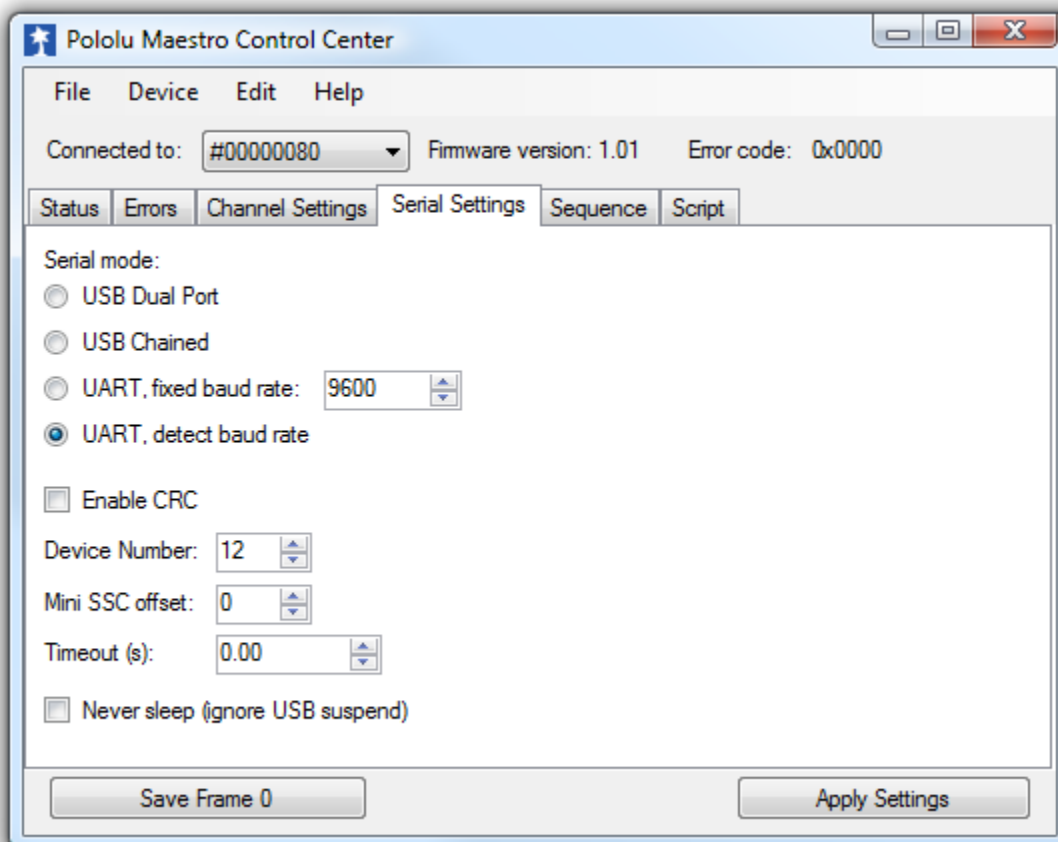 Pololu Maestro Control Center
File Device Edit Help
Connected to: #00000080 Firmware version: 1.01 Error code: 0x0000
Status Errors Channel Settings Serial Settings Sequence Script
Serial mode:
USB Dual Port
USB Chained
UART, fixed baud rate: 9600
UART, detect baud rate
Enable CRC
Device Number: 12
Mini SSC offset: 0
Timeout (s): 0.00
Never sleep (ignore USB suspend)
Save Frame 0 Apply Settings